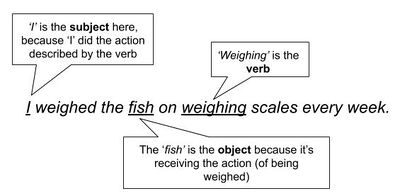 ‘I’ is the subject here,
because ‘I’ did the action
described by the verb
‘Weighing’ is the
verb
I weighed the fish on weighing scales every week.
The ‘fish’ is the object because it’s
receiving the action (of being
weighed)